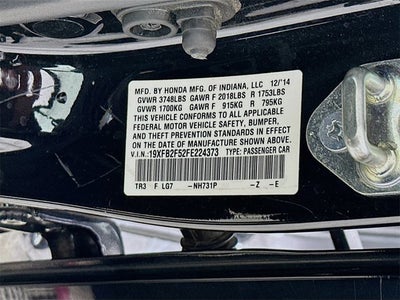 MFD. BY HONDA MFG. OF INDIANA, LLC 12/'14
GVWR 3748LBS GAWR F 2018LBS R 1753LBS
GVWR 1700KG GAWR F 915KG R 795KG
THIS VEHICLE CONFORMS TO ALL APPLICABLE
FEDERAL MOTOR VEHICLE SAFETY, BUMPER,
AND THEFT PREVENTION STANDARDS IN EFFECT
ON THE DATE OF MANUFACTURE SHOWN ABOVE.
V.I.N.: 19XFB2F52FE224373 TYPE: PASSENGER CAR
TR3 F LG7 -NH731P -Z -E